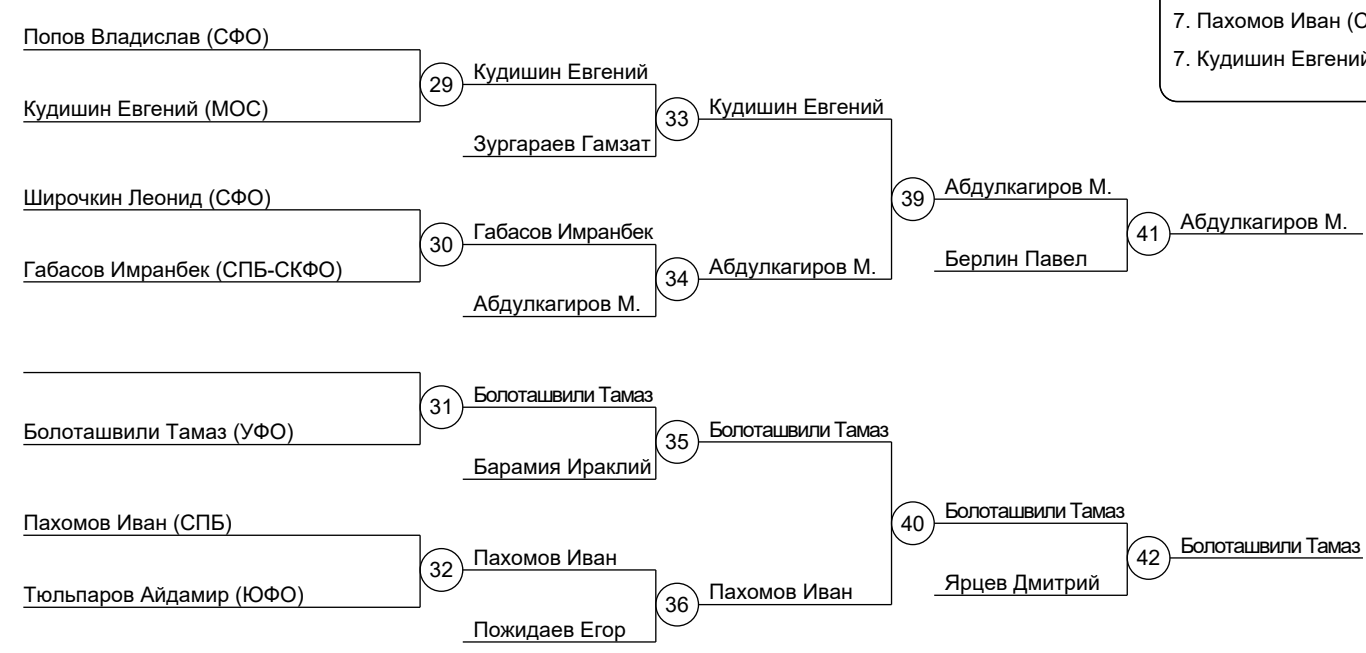 7. Пахомов Иван (С
7. Кудишин Евгений
Попов Владислав (СФО)
29
Кудишин Евгений
Кудишин Евгений (МОС)
33
Кудишин Евгений
Зургараев Гамзат
Широчкин Леонид (СФО)
39
Абдулкагиров М.
30
Габасов Имранбек
41
Абдулкагиров М.
Габасов Имранбек (СПБ-СКФО)
34
Абдулкагиров М.
Берлин Павел
Абдулкагиров М.
31
Болоташвили Тамаз
Болоташвили Тамаз (УФО)
35
Болоташвили Тамаз
Барамия Ираклий
Пахомов Иван (СПБ)
40
Болоташвили Тамаз
32
Пахомов Иван
42
Болоташвили Тамаз
Тюльпаров Айдамир (ЮФО)
36
Пахомов Иван
Ярцев Дмитрий
Пожидаев Егор